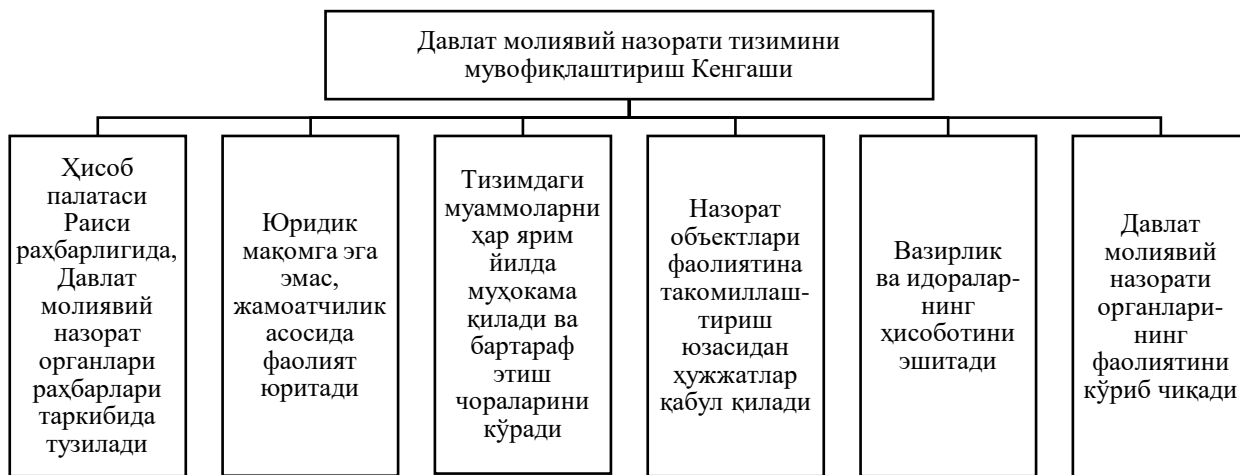 Давлат молиявий назорати тизимини
мувофиқлаштириш Кенгаши
Ҳисоб
палатаси
Раиси
раҳбарлигида,
Давлат
молиявий
назорат
органлари
раҳбарлари
таркибида
тузилади
Юридик
мақомга эга
эмас,
жамоатчилик
асосида
фаолият
юритади
Тизимдаги
муаммоларни
ҳар ярим
йилда
муҳокама
қилади ва
бартараф
этиш
чораларини
кўради
Назорат
объектлари
фаолиятина
такомиллаш-
тириш
юзасидан
ҳужжатлар
қабул қилади
Вазирлик
ва идоралар-
нинг
ҳисоботини
эшитади
Давлат
молиявий
назорати
органлари-
нинг
фаолиятини
кўриб чиқади